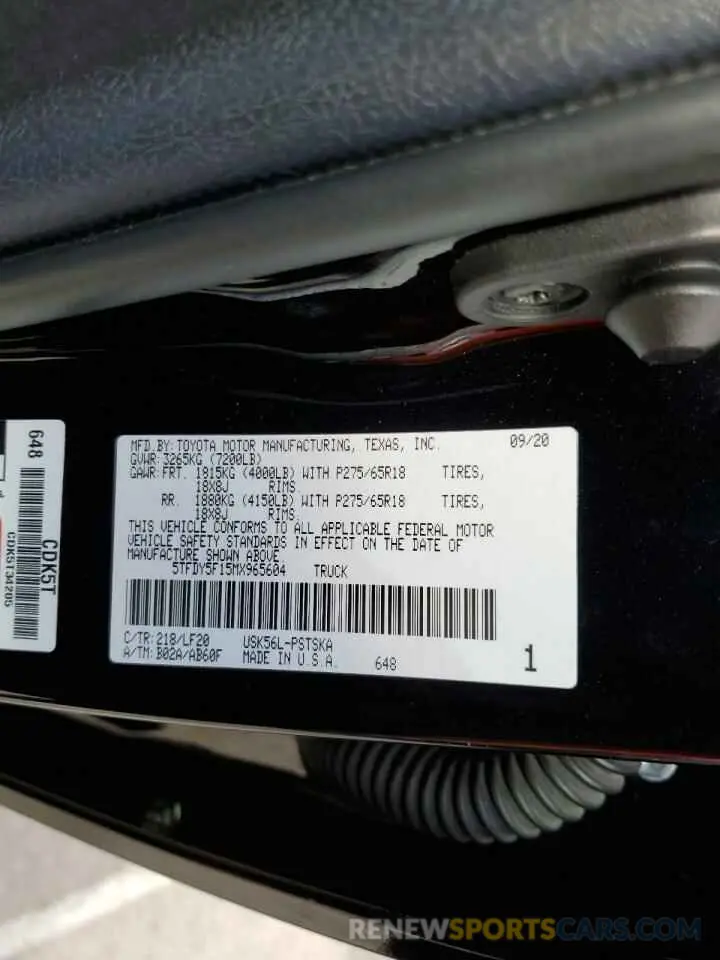 MFD.BY:TOYOTA MOTOR MANUFACTURING, TEXAS, INC. 09/20
GVWR:3265KG (7200LB)
GAWR:FRT. 1815KG (4000LB) WITH P275/65R18 TIRES,
18X8J RIMS
RR. 1880KG (4150LB) WITH P275/65R18 TIRES,
18X8J RIMS
THIS VEHICLE CONFORMS TO ALL APPLICABLE FEDERAL MOTOR
VEHICLE SAFETY STANDARDS IN EFFECT ON THE DATE OF
MANUFACTURE SHOWN ABOVE.
5TFDY5F15MX965604 TRUCK
C/TR:218/LF20 USK56L-PSTSKA
A/TM:B02A/AB60F MADE IN U.S.A. 648 1
648
CDK5T
CDK5T34205
RENEWSPORTSCARS.COM